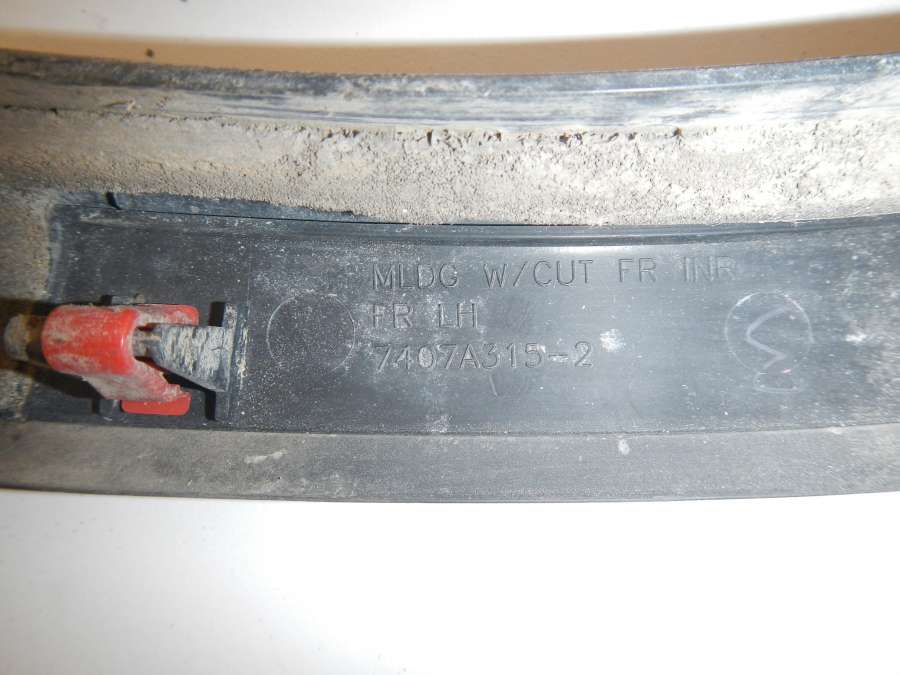 MLDG W/CUT FR INR
FR LH
7407A315-2